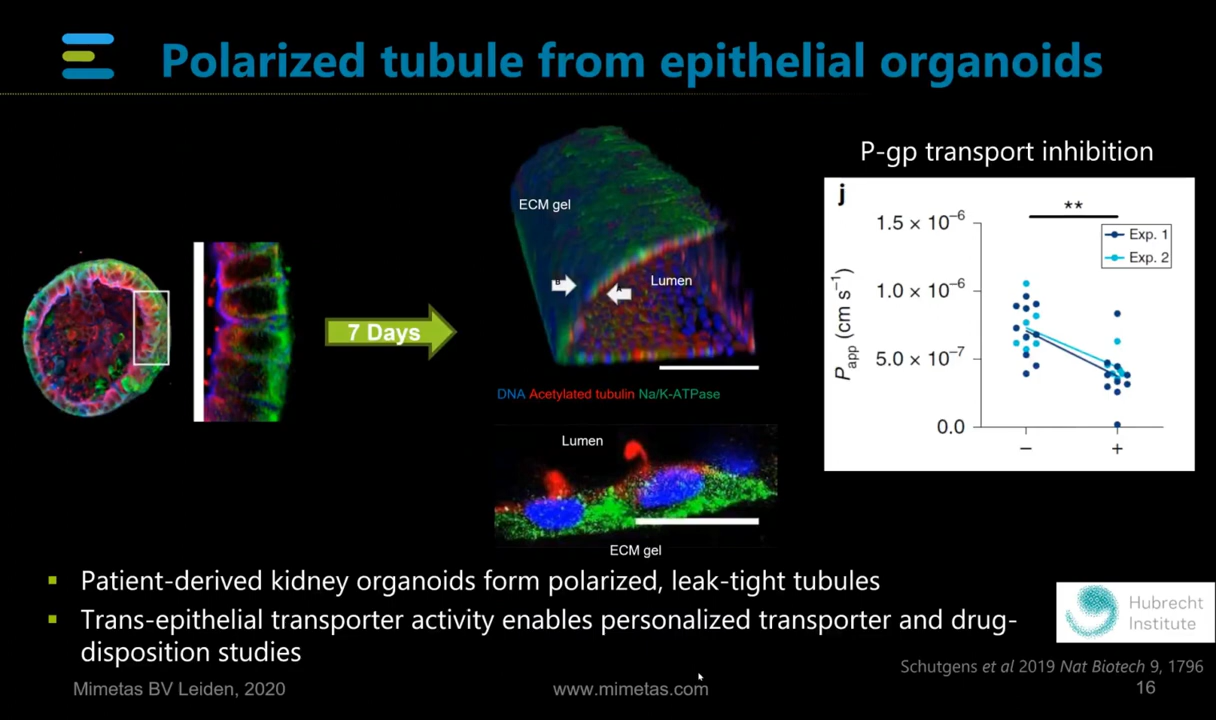 Polarized tubule from epithelial organoids
P-gp transport inhibition
j
**
1.5 × 10⁻⁶
1.0 × 10⁻⁶
5.0 × 10⁻⁷
0.0
Papp (cm s⁻¹)
Exp. 1
Exp. 2
− +
ECM gel
B
A
Lumen
7 Days
DNA Acetylated tubulin Na/K-ATPase
Lumen
ECM gel
Patient-derived kidney organoids form polarized, leak-tight tubules
Trans-epithelial transporter activity enables personalized transporter and drug-
disposition studies
Hubrecht
Institute
Schutgens et al 2019 Nat Biotech 9, 1796
Mimetas BV Leiden, 2020
www.mimetas.com
16